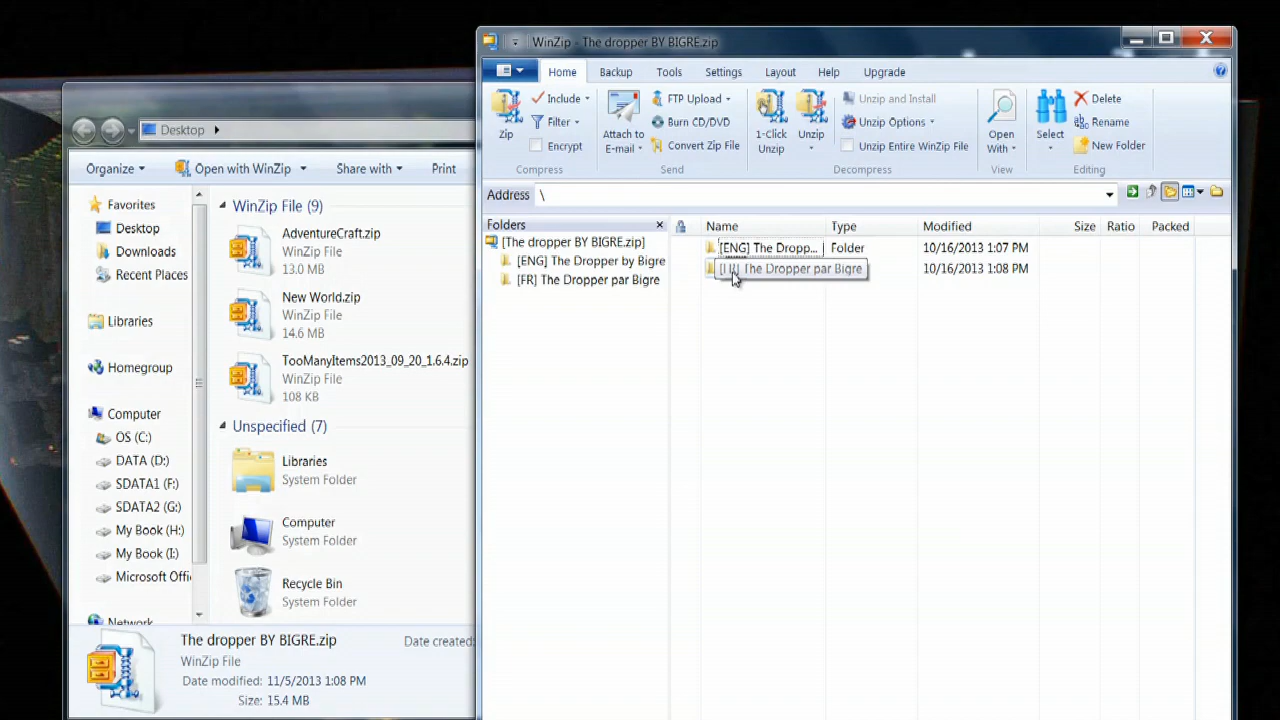 WinZip - The dropper BY BIGRE.zip
Home
Backup
Tools
Settings
Layout
Help
Upgrade
Zip
Include
Filter
Encrypt
Compress
Attach to
E-mail
FTP Upload
Burn CD/DVD
Convert Zip File
Send
1-Click
Unzip
Unzip
Unzip and Install
Unzip Options
Unzip Entire WinZip File
Decompress
Open
With
View
Select
Delete
Rename
New Folder
Editing
Address
\
Folders
[The dropper BY BIGRE.zip]
[ENG] The Dropper by Bigre
[FR] The Dropper par Bigre
Name
Type
Modified
Size
Ratio
Packed
[ENG] The Dropp...
Folder
10/16/2013 1:07 PM
The Dropper par Bigre
10/16/2013 1:08 PM
Desktop
Organize
Open with WinZip
Share with
Print
Favorites
Desktop
Downloads
Recent Places
Libraries
Homegroup
Computer
OS (C:)
DATA (D:)
SDATA1 (F:)
SDATA2 (G:)
My Book (H:)
My Book (I:)
Microsoft Offi
Network
WinZip File (9)
AdventureCraft.zip
WinZip File
13.0 MB
New World.zip
WinZip File
14.6 MB
TooManyItems2013_09_20_1.6.4.zip
WinZip File
108 KB
Unspecified (7)
Libraries
System Folder
Computer
System Folder
Recycle Bin
System Folder
The dropper BY BIGRE.zip
Date created:
WinZip File
Date modified: 11/5/2013 1:08 PM
Size: 15.4 MB